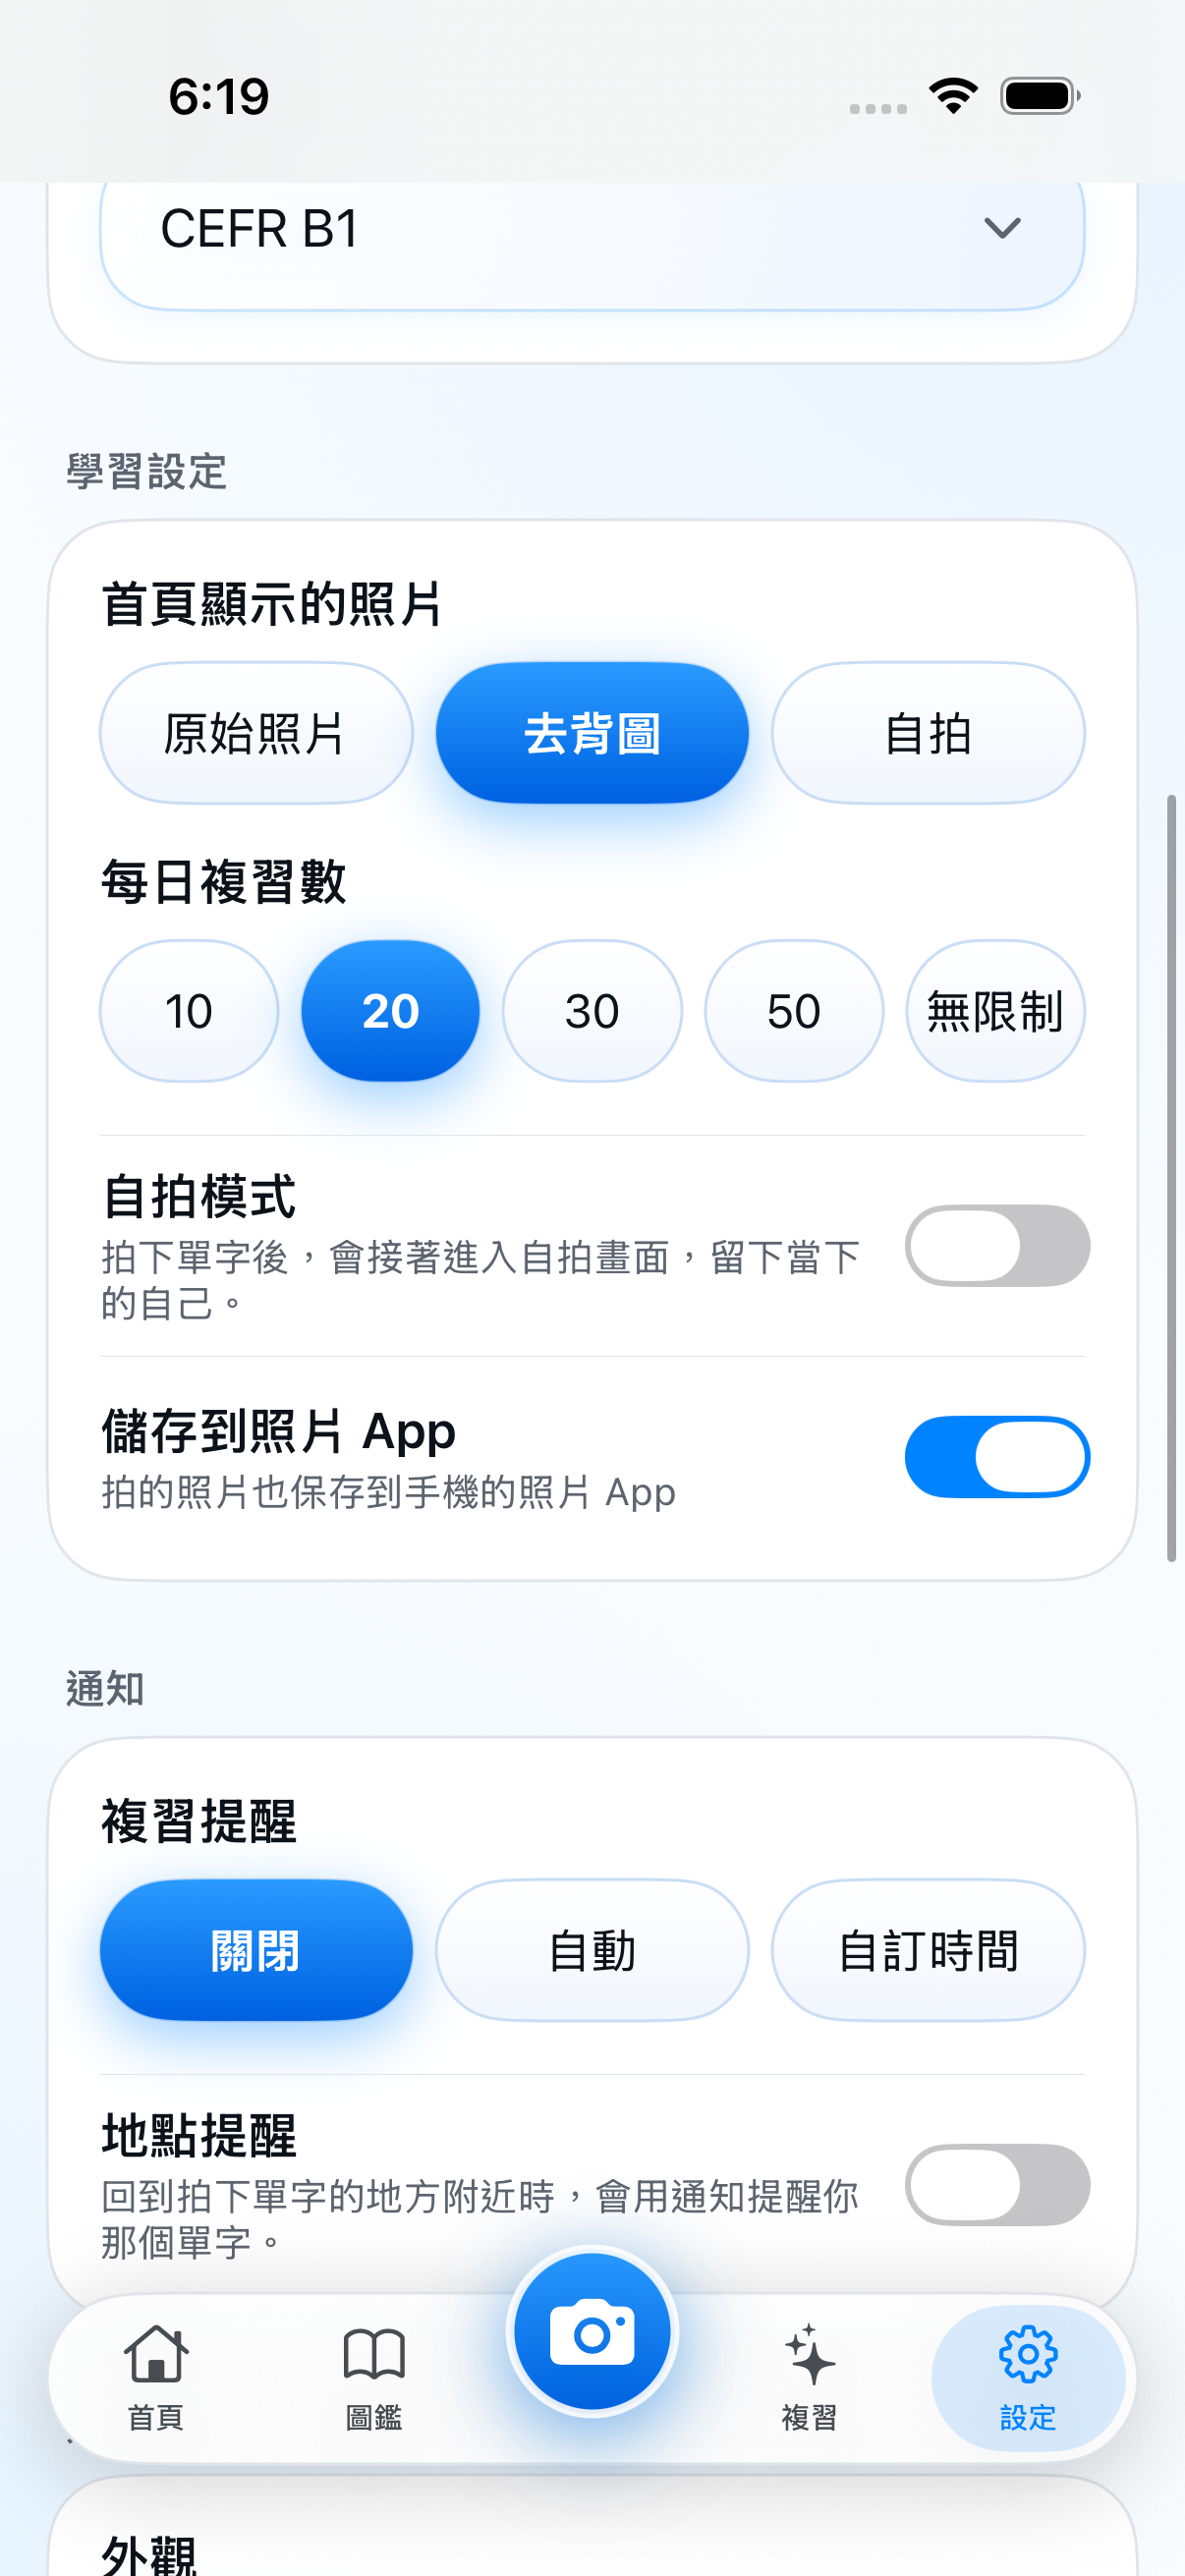 6:19
CEFR B1
學習設定
首頁顯示的照片
原始照片
去背圖
自拍
每日複習數
10
20
30
50
無限制
自拍模式
拍下單字後，會接著進入自拍畫面，留下當下
的自己。
儲存到照片 App
拍的照片也保存到手機的照片 App
通知
複習提醒
關閉
自動
自訂時間
地點提醒
回到拍下單字的地方附近時，會用通知提醒你
那個單字。
首頁
圖鑑
複習
設定
外觀